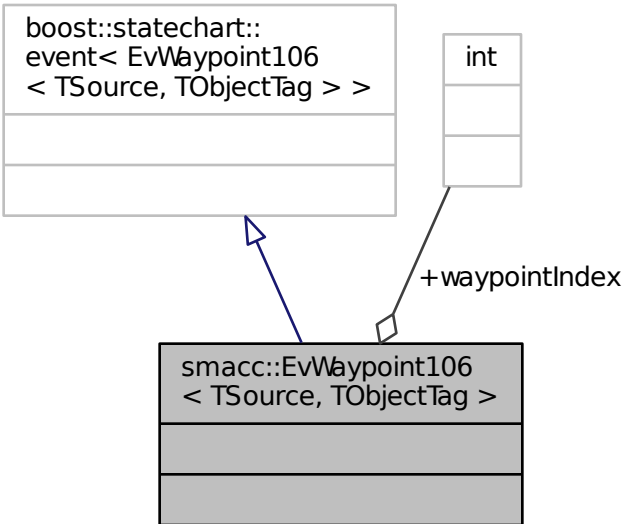 boost::statechart::
event< EvWaypoint106
< TSource, TObjectTag > >
int
+waypointIndex
smacc::EvWaypoint106
< TSource, TObjectTag >